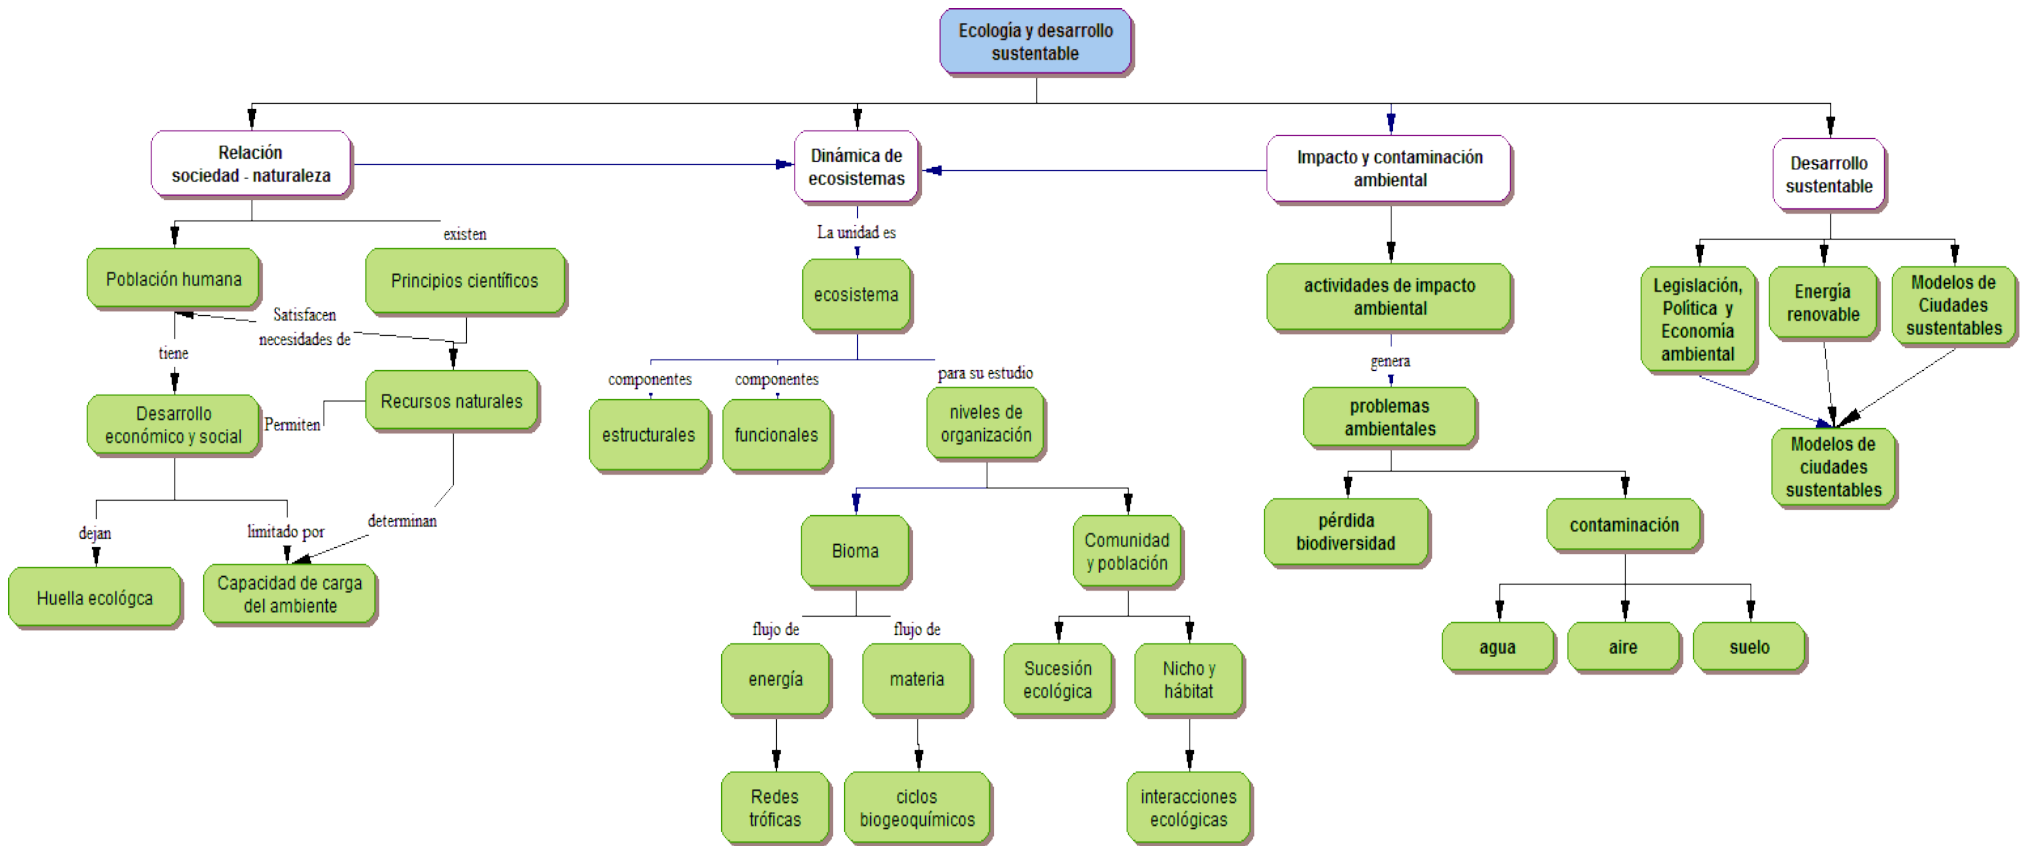 Ecología y desarrollo
sustentable
Relación
sociedad - naturaleza
Dinámica de
ecosistemas
Impacto y contaminación
ambiental
Desarrollo
sustentable
existen
La unidad es
Población humana
Principios científicos
ecosistema
actividades de impacto
ambiental
Legislación,
Política y
Economía
ambiental
Energía
renovable
Modelos de
Ciudades
sustentables
Satisfacen
necesidades de
tiene
genera
componentes
componentes
para su estudio
Desarrollo
económico y social
Permiten
Recursos naturales
estructurales
funcionales
niveles de
organización
problemas
ambientales
Modelos de
ciudades
sustentables
dejan
limitado por
determinan
Huella ecológca
Capacidad de carga
del ambiente
Bioma
Comunidad
y población
pérdida
biodiversidad
contaminación
flujo de
flujo de
energía
materia
Sucesión
ecológica
Nicho y
hábitat
agua
aire
suelo
Redes
tróficas
ciclos
biogeoquímicos
interacciones
ecológicas